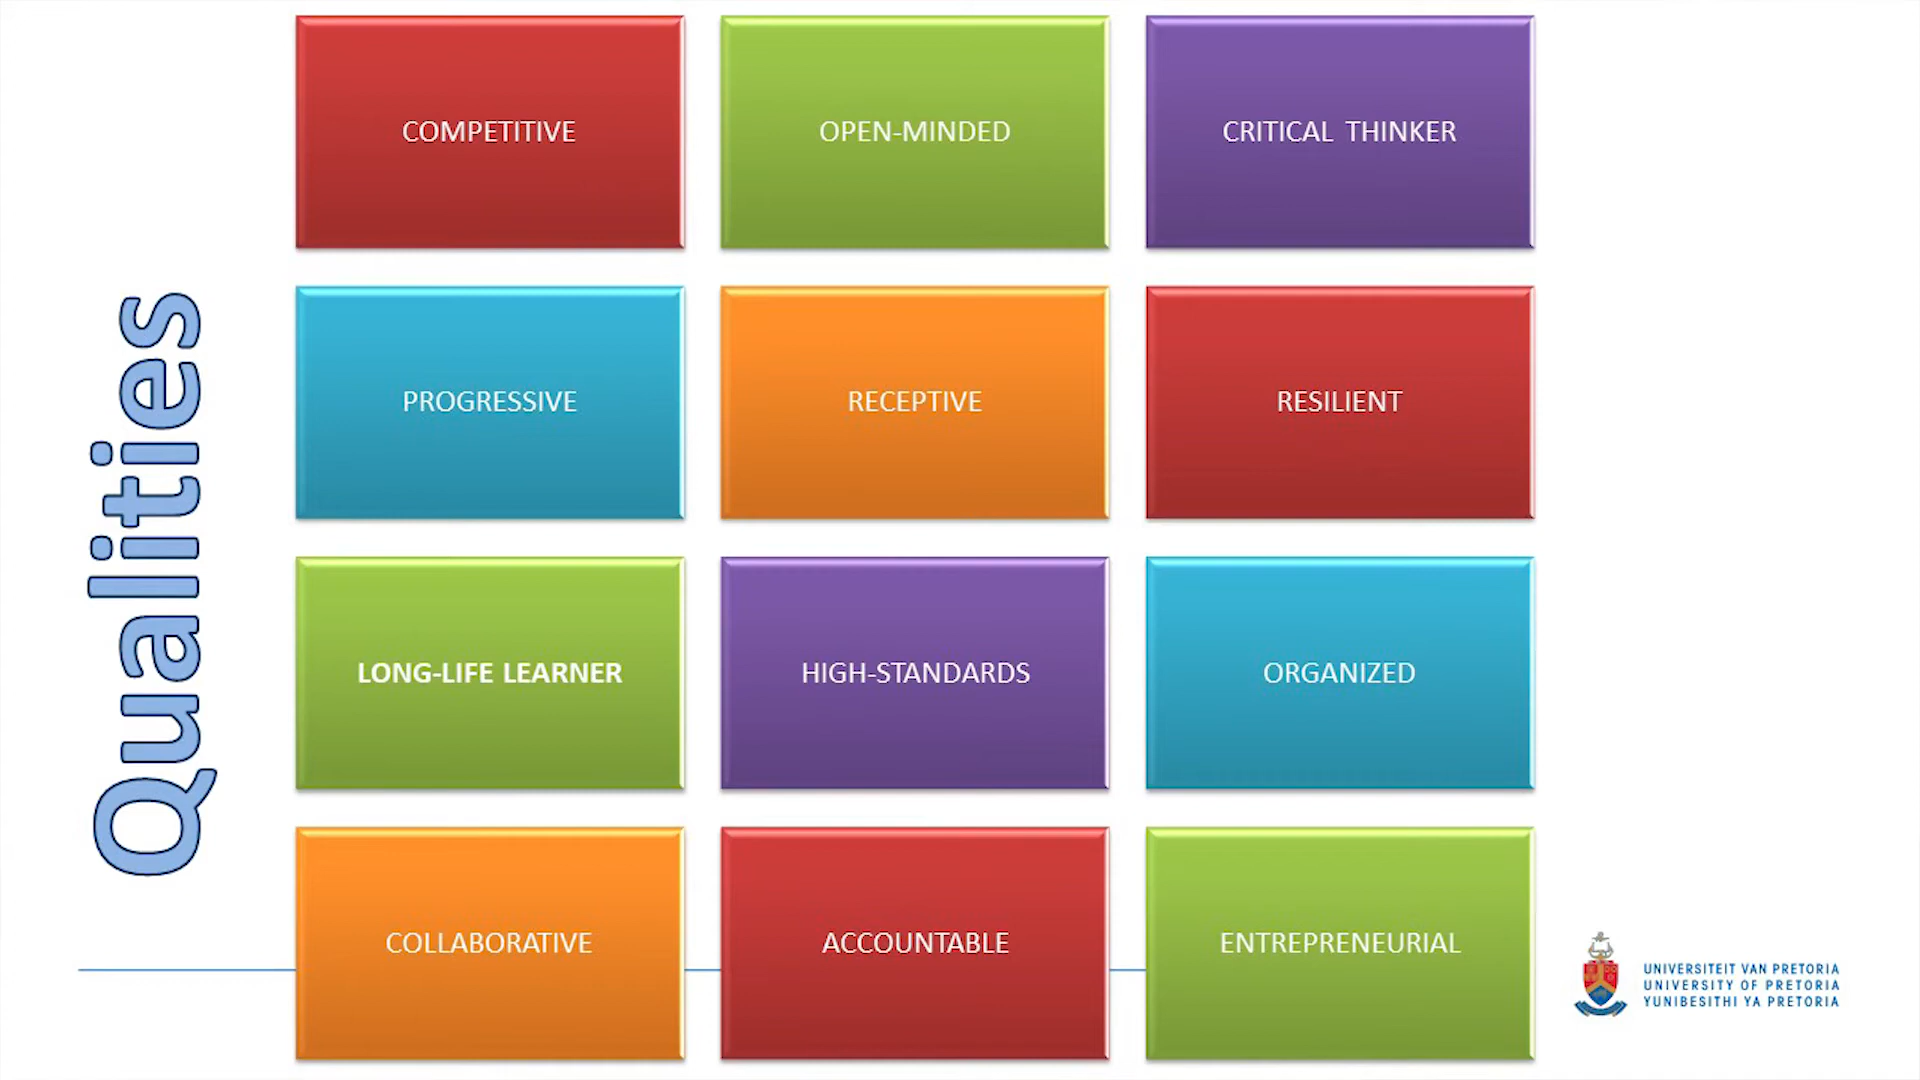 Qualities
COMPETITIVE
OPEN-MINDED
CRITICAL THINKER
PROGRESSIVE
RECEPTIVE
RESILIENT
LONG-LIFE LEARNER
HIGH-STANDARDS
ORGANIZED
COLLABORATIVE
ACCOUNTABLE
ENTREPRENEURIAL
UNIVERSITEIT VAN PRETORIA
UNIVERSITY OF PRETORIA
YUNIBESITHI YA PRETORIA